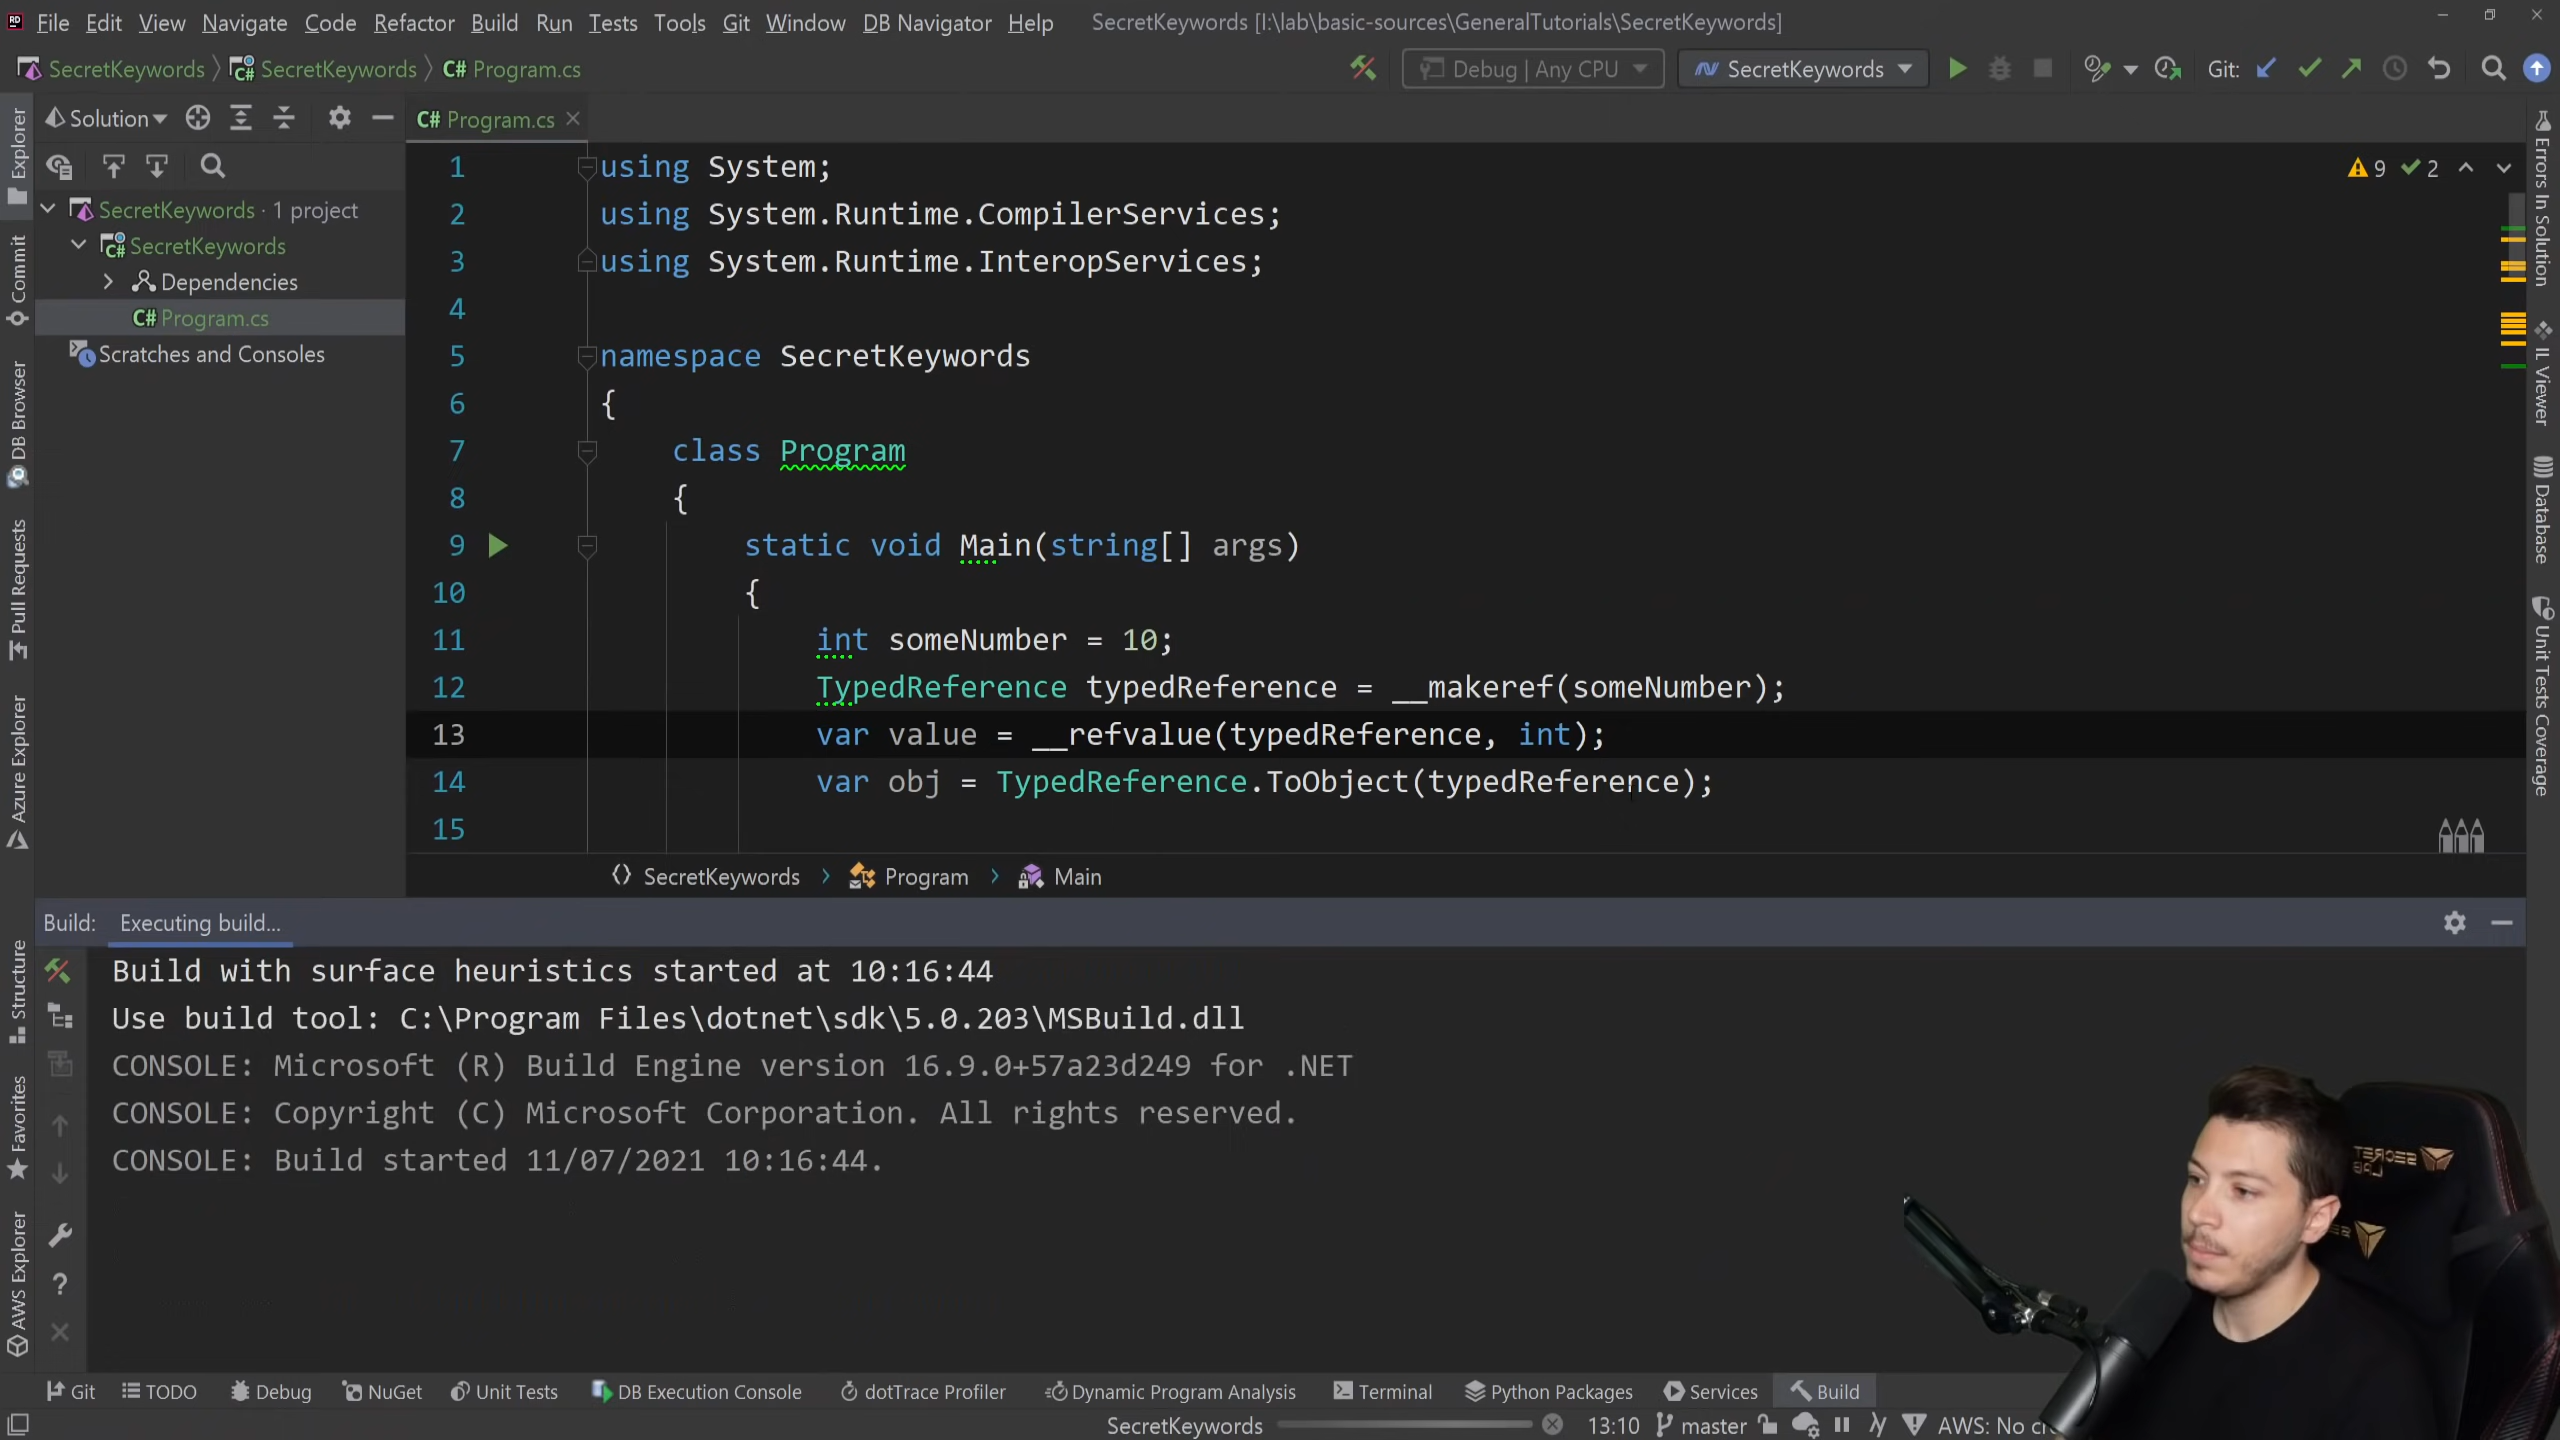 File Edit View Navigate Code Refactor Build Run Tests Tools Git Window DB Navigator Help SecretKeywords [I:\lab\basic-sources\GeneralTutorials\SecretKeywords]
SecretKeywords SecretKeywords C# Program.cs Debug | Any CPU SecretKeywords Git:
Solution
C# Program.cs
SecretKeywords · 1 project
SecretKeywords
Dependencies
C# Program.cs
Scratches and Consoles
Explorer
Commit
DB Browser
Pull Requests
Azure Explorer
Structure
Favorites
AWS Explorer
9 2
1 using System;
2 using System.Runtime.CompilerServices;
3 using System.Runtime.InteropServices;
4
5 namespace SecretKeywords
6 {
7 class Program
8 {
9 static void Main(string[] args)
10 {
11 int someNumber = 10;
12 TypedReference typedReference = __makeref(someNumber);
13 var value = __refvalue(typedReference, int);
14 var obj = TypedReference.ToObject(typedReference);
15
SecretKeywords Program Main
Errors In Solution
IL Viewer
Database
Unit Tests Coverage
Build: Executing build...
Build with surface heuristics started at 10:16:44
Use build tool: C:\Program Files\dotnet\sdk\5.0.203\MSBuild.dll
CONSOLE: Microsoft (R) Build Engine version 16.9.0+57a23d249 for .NET
CONSOLE: Copyright (C) Microsoft Corporation. All rights reserved.
CONSOLE: Build started 11/07/2021 10:16:44.
SECRET LAB
Git TODO Debug NuGet Unit Tests DB Execution Console dotTrace Profiler Dynamic Program Analysis Terminal Python Packages Services Build
SecretKeywords 13:10 master AWS: No